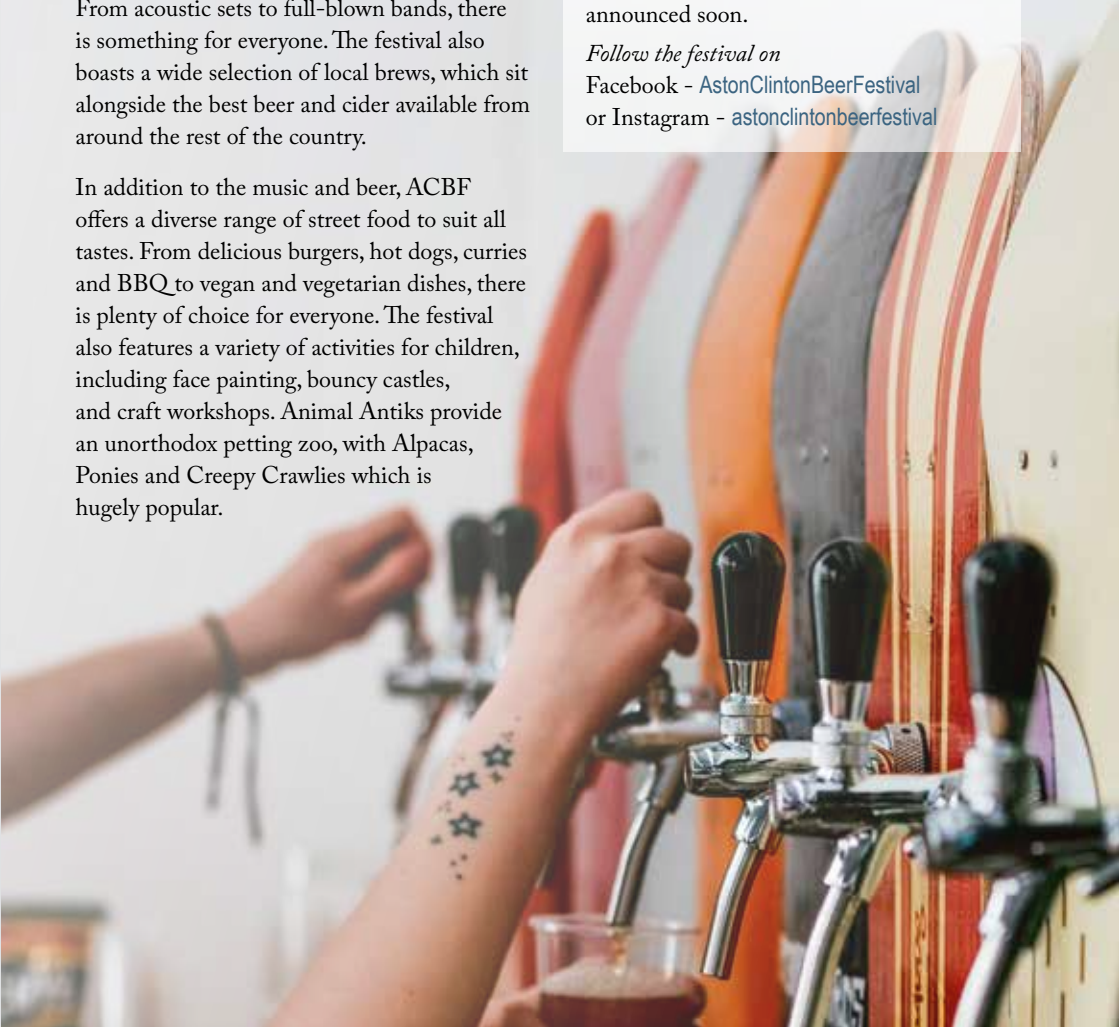 From acoustic sets to full-blown bands, there
is something for everyone. The festival also
boasts a wide selection of local brews, which sit
alongside the best beer and cider available from
around the rest of the country.
In addition to the music and beer, ACBF
offers a diverse range of street food to suit all
tastes. From delicious burgers, hot dogs, curries
and BBQ to vegan and vegetarian dishes, there
is plenty of choice for everyone. The festival
also features a variety of activities for children,
including face painting, bouncy castles,
and craft workshops. Animal Antiks provide
an unorthodox petting zoo, with Alpacas,
Ponies and Creepy Crawlies which is
hugely popular.
announced soon.
Follow the festival on
Facebook - AstonClintonBeerFestival
or Instagram - astonclintonbeerfestival